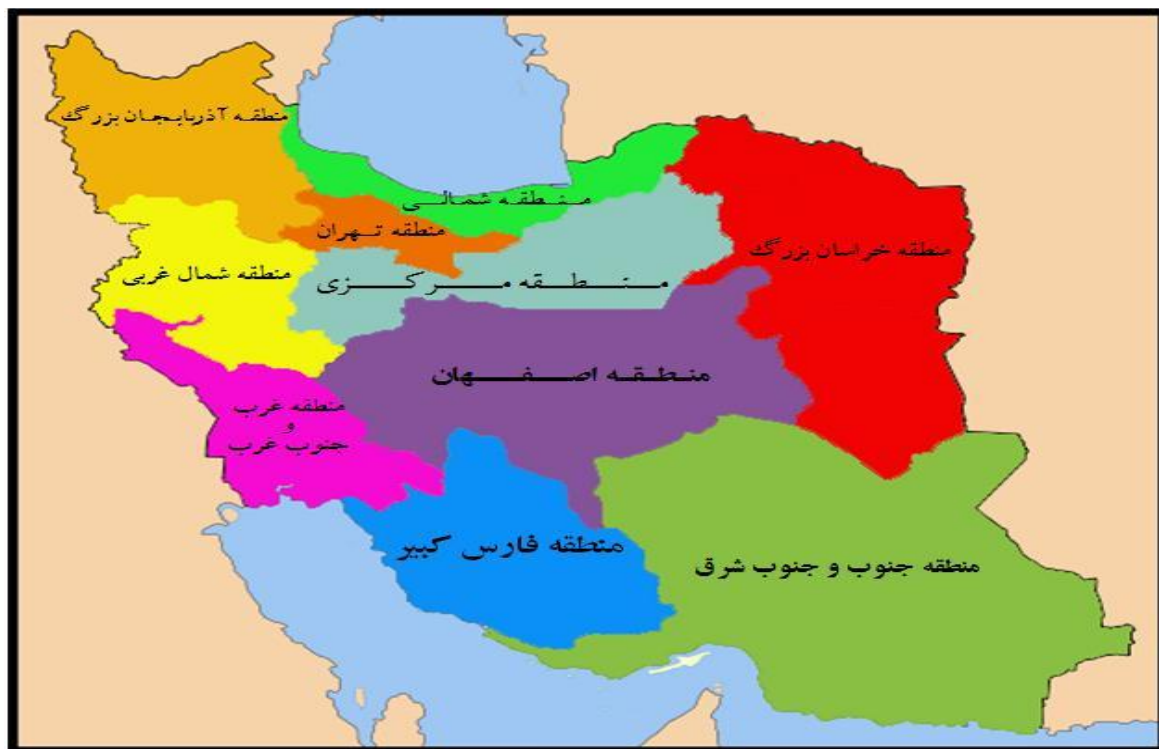 منطقه آذربایجان بزرگ
منطقه شمالی
منطقه تهران
منطقه خراسان بزرگ
منطقه شمال غربی
منطقه مرکزی
منطقه اصفهان
منطقه غرب
و
جنوب غرب
منطقه فارس کبیر
منطقه جنوب و جنوب شرق